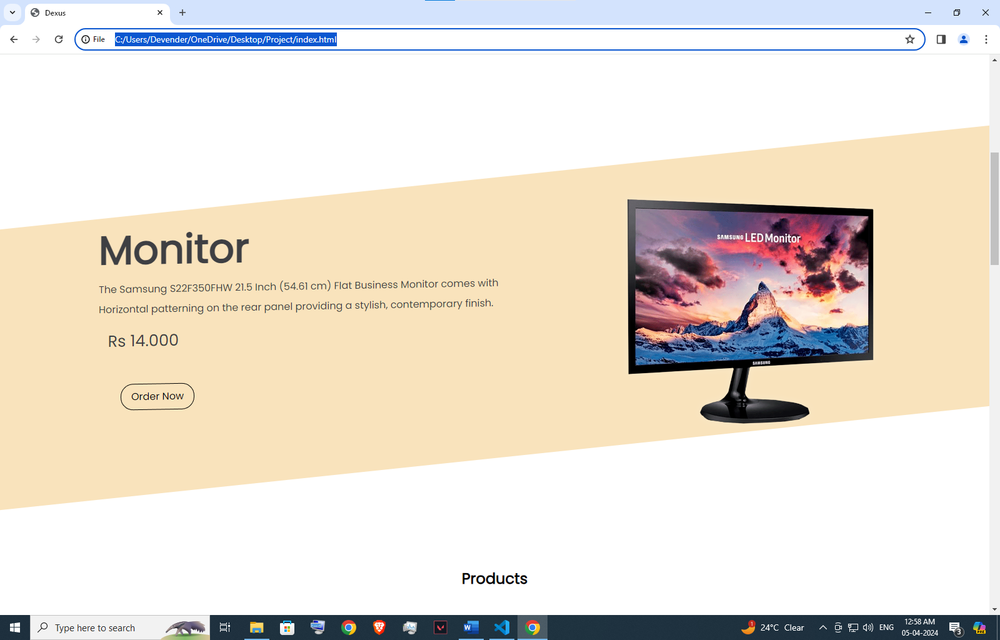 Dexus
File C:/Users/Devender/OneDrive/Desktop/Project/index.html
Monitor
The Samsung S22F350FHW 21.5 Inch (54.61 cm) Flat Business Monitor comes with
Horizontal patterning on the rear panel providing a stylish, contemporary finish.
Rs 14.000
Order Now
SAMSUNG LED Monitor
SAMSUNG
Products
Type here to search
24°C Clear
ENG
12:58 AM
05-04-2024
1
3
PRE